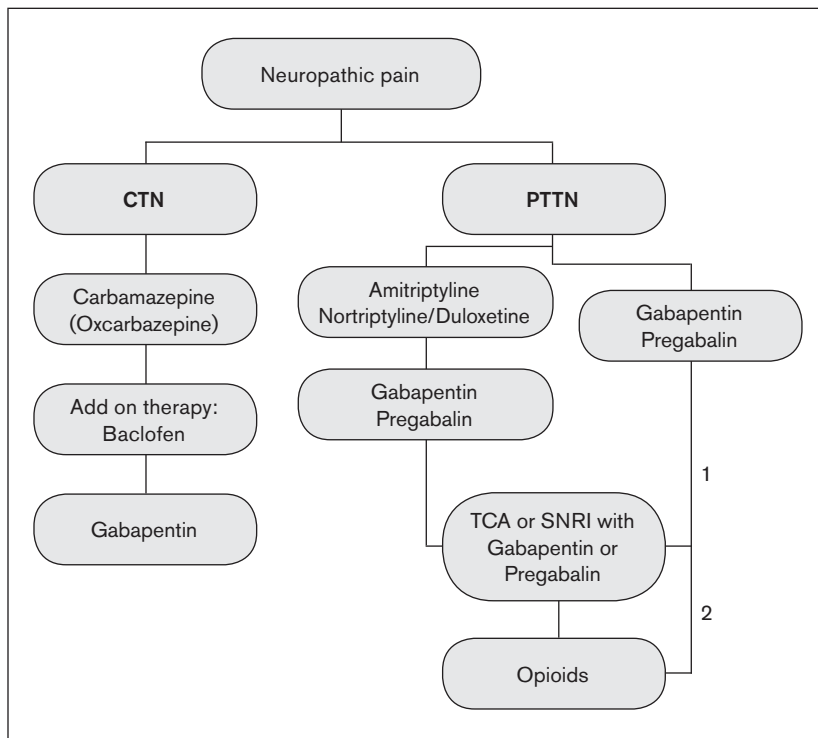 Neuropathic pain
CTN
PTTN
Carbamazepine
(Oxcarbazepine)
Amitriptyline
Nortriptyline/Duloxetine
Gabapentin
Pregabalin
Add on therapy:
Baclofen
Gabapentin
Pregabalin
1
Gabapentin
TCA or SNRI with
Gabapentin or
Pregabalin
2
Opioids